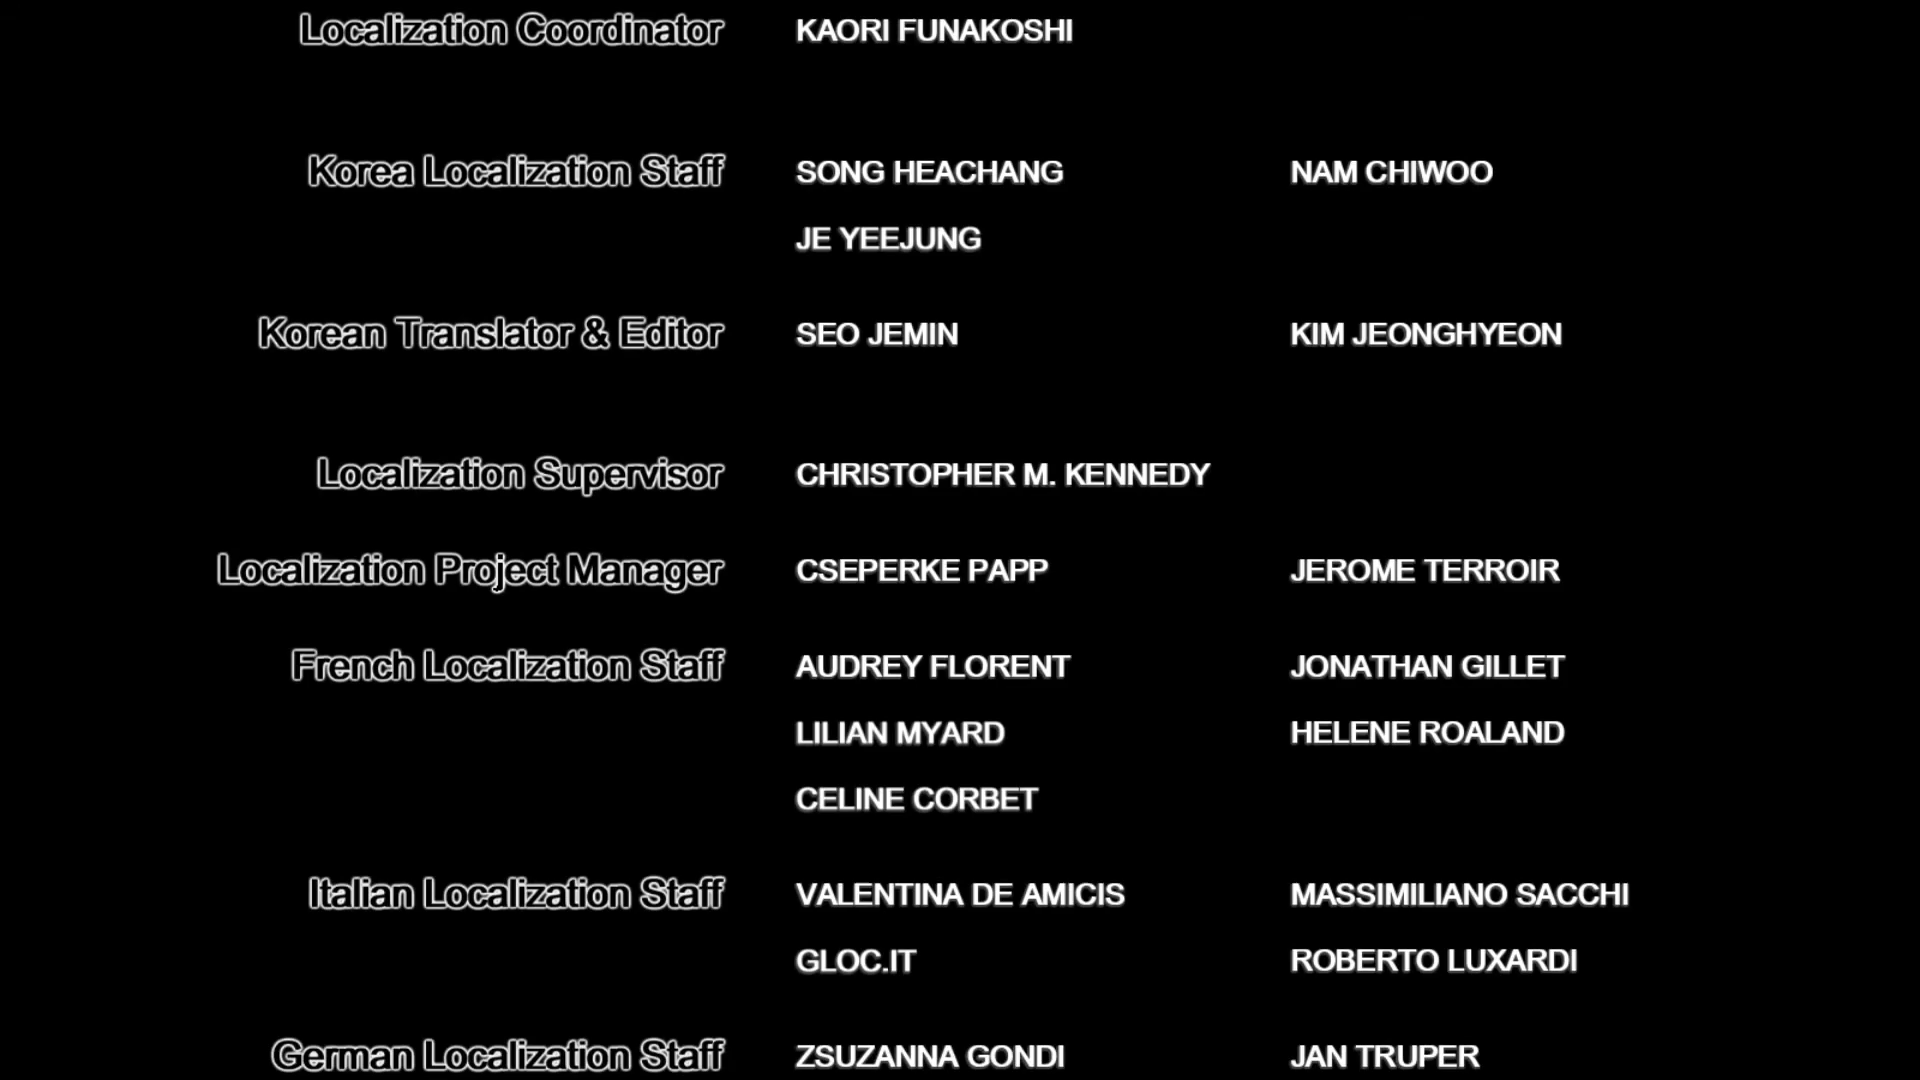 Localization Coordinator KAORI FUNAKOSHI
Korea Localization Staff SONG HEACHANG NAM CHIWOO
JE YEEJUNG
Korean Translator & Editor SEO JEMIN KIM JEONGHYEON
Localization Supervisor CHRISTOPHER M. KENNEDY
Localization Project Manager CSEPERKE PAPP JEROME TERROIR
French Localization Staff AUDREY FLORENT JONATHAN GILLET
LILIAN MYARD HELENE ROALAND
CELINE CORBET
Italian Localization Staff VALENTINA DE AMICIS MASSIMILIANO SACCHI
GLOC.IT ROBERTO LUXARDI
German Localization Staff ZSUZANNA GONDI JAN TRUPER